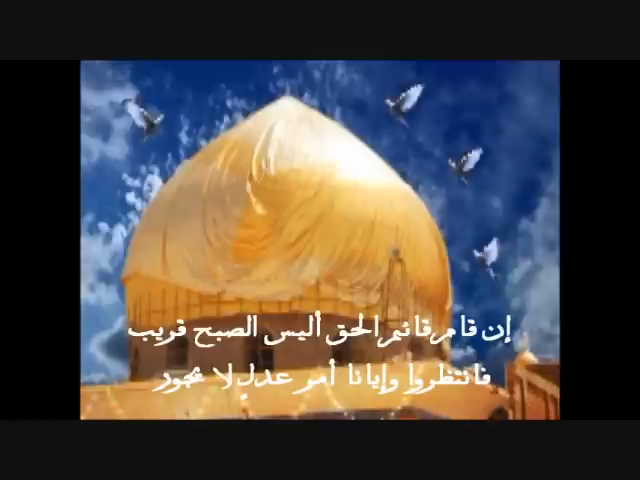 إن قام قائم الحق أليس الصبح قريب
فانتظروا وإيانا أمر عدل لا يجور